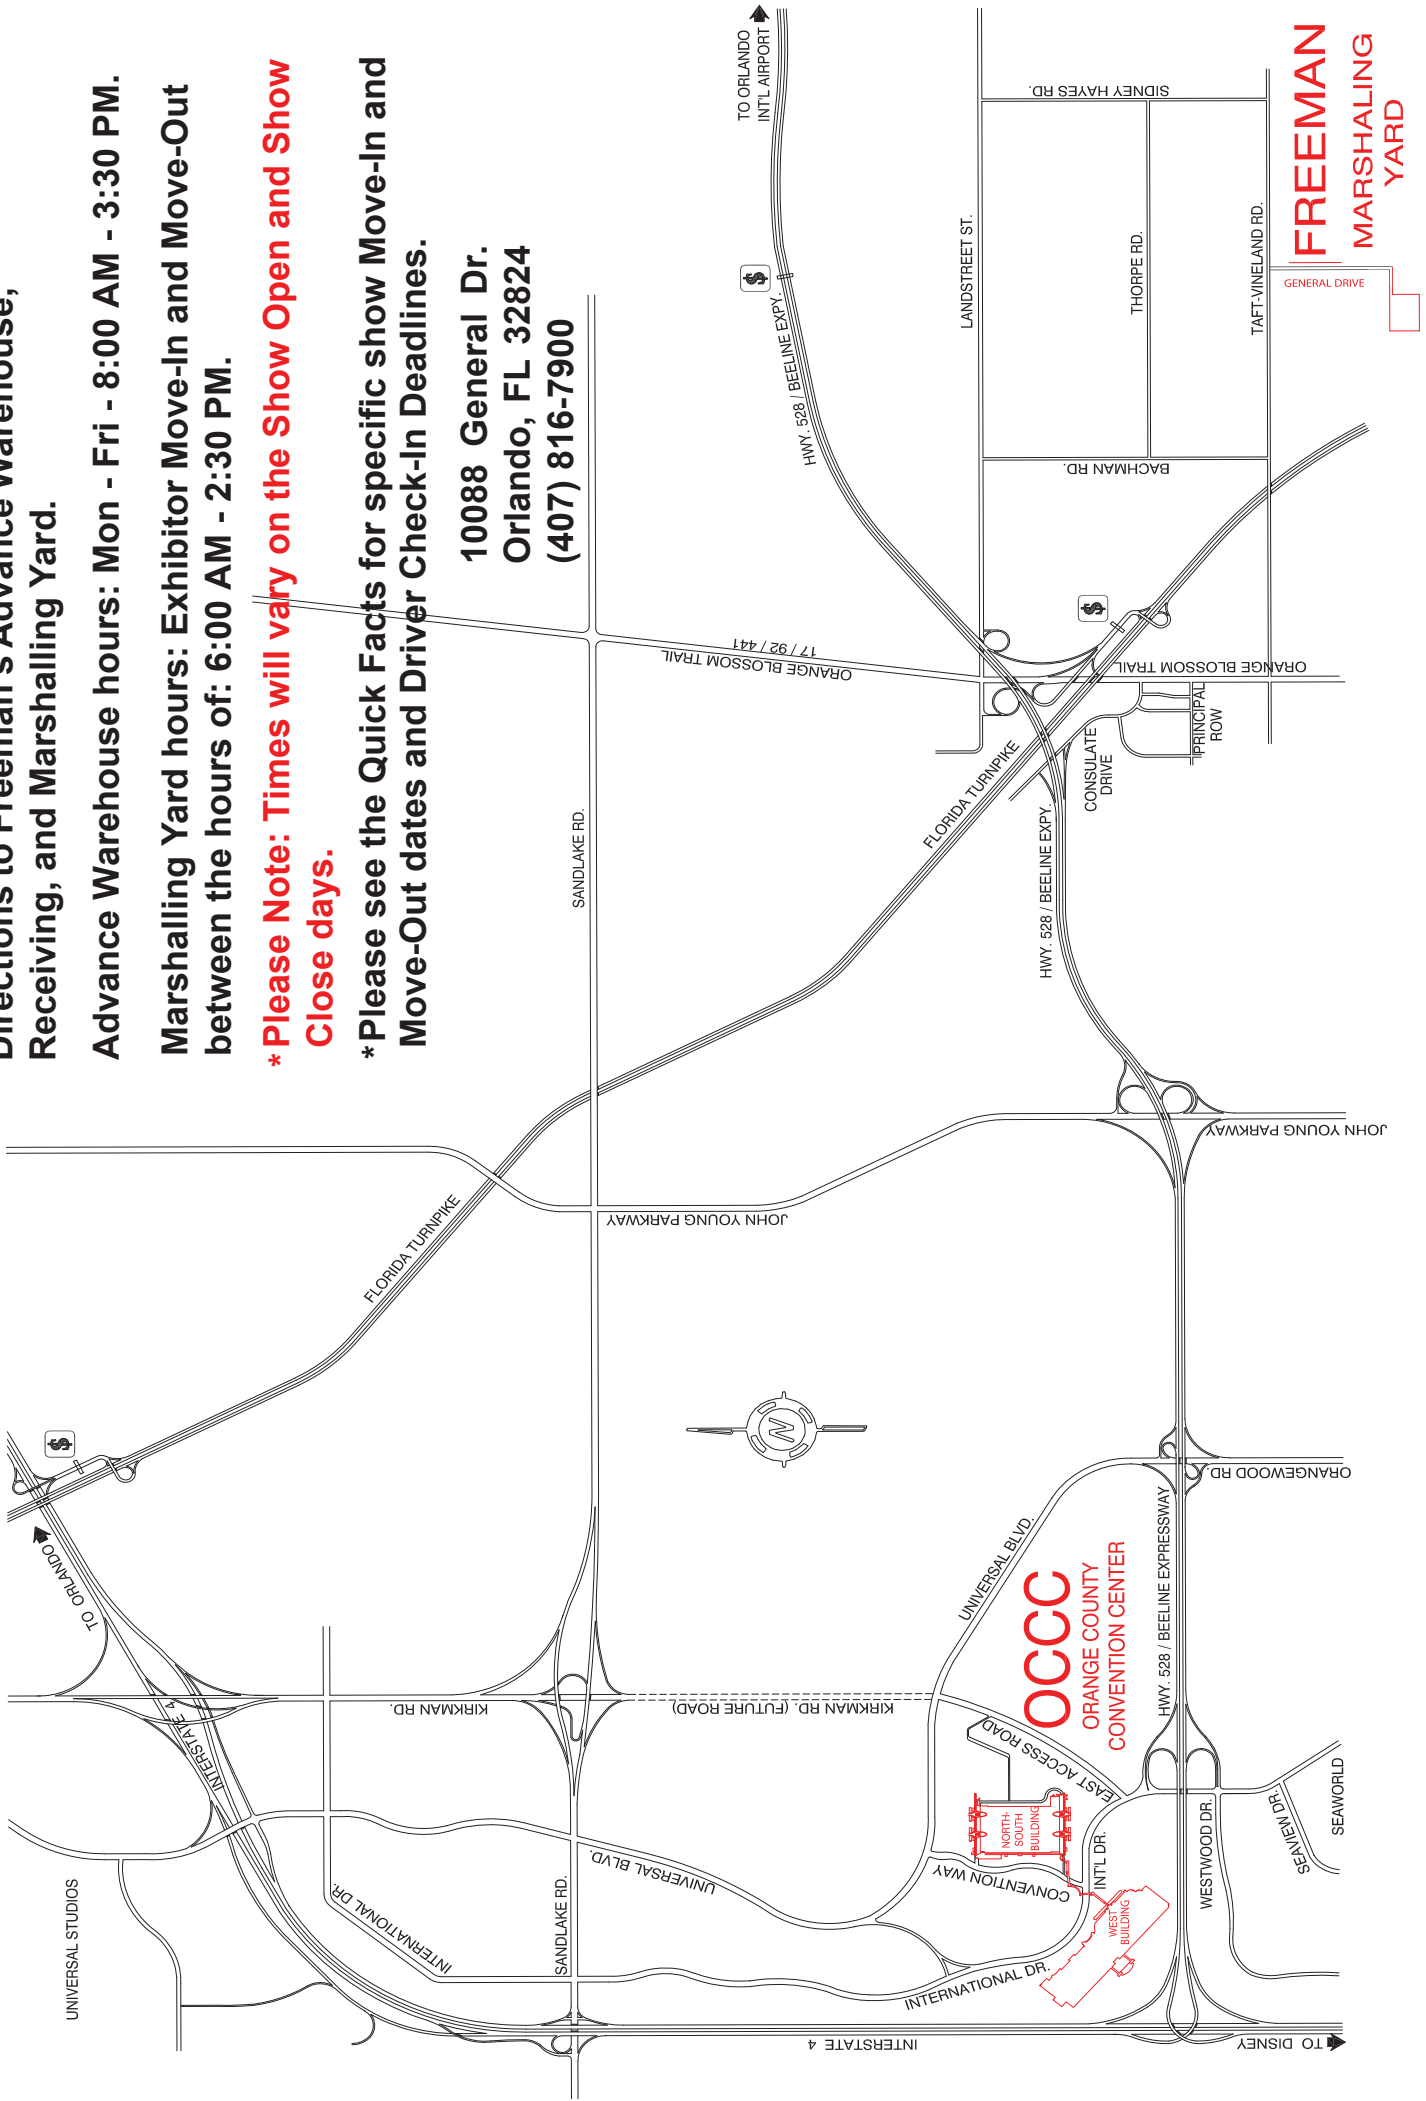 Directions to Freeman's Advance Warehouse,
Receiving, and Marshalling Yard.
Advance Warehouse hours: Mon - Fri - 8:00 AM - 3:30 PM.
Marshalling Yard hours: Exhibitor Move-In and Move-Out
between the hours of: 6:00 AM - 2:30 PM.
*Please Note: Times will vary on the Show Open and Show
Close days.
*Please see the Quick Facts for specific show Move-In and
Move-Out dates and Driver Check-In Deadlines.
10088 General Dr.
Orlando, FL 32824
(407) 816-7900
UNIVERSAL STUDIOS
TO ORLANDO
$
INTERSTATE 4
FLORIDA TURNPIKE
KIRKMAN RD.
INTERNATIONAL DR.
SANDLAKE RD.
SANDLAKE RD.
UNIVERSAL BLVD.
KIRKMAN RD. (FUTURE ROAD)
JOHN YOUNG PARKWAY
17 / 92 / 441
ORANGE BLOSSOM TRAIL
N
TO ORLANDO
INT'L AIRPORT
$
HWY. 528 / BEELINE EXPY.
INTERSTATE 4
INTERNATIONAL DR.
CONVENTION WAY
NORTH-
SOUTH
BUILDING
EAST ACCESS ROAD
UNIVERSAL BLVD.
FLORIDA TURNPIKE
LANDSTREET ST.
OCCC
ORANGE COUNTY
CONVENTION CENTER
INT'L DR.
WEST
BUILDING
HWY. 528 / BEELINE EXPY.
CONSULATE
DRIVE
$
BACHMAN RD.
THORPE RD.
SIDNEY HAYES RD.
HWY. 528 / BEELINE EXPRESSWAY
WESTWOOD DR.
PRINCIPAL
ROW
ORANGE BLOSSOM TRAIL
TAFT-VINELAND RD.
JOHN YOUNG PARKWAY
ORANGEWOOD RD
SEAVIEW DR.
SEAWORLD
TO DISNEY
GENERAL DRIVE
FREEMAN
MARSHALING
YARD